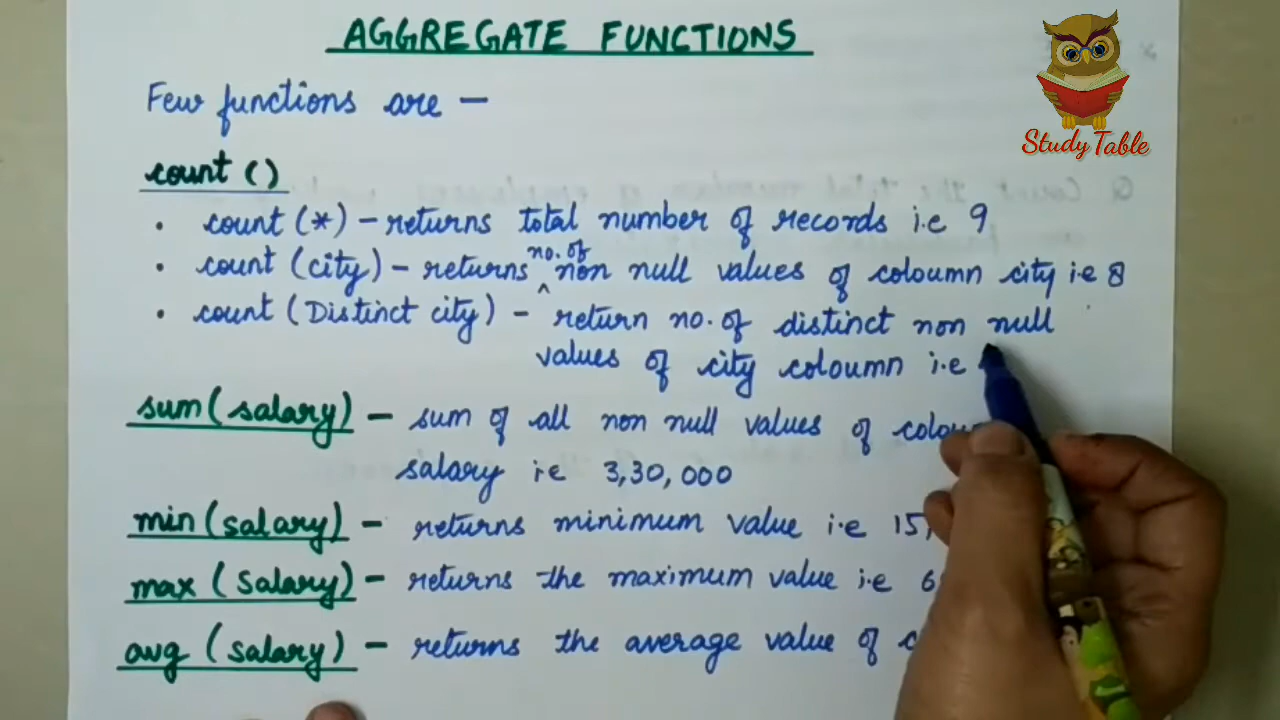 AGGREGATE FUNCTIONS
Study Table
Few functions are —
count ()
• count (*) – returns total number of records i.e 9
no. of
• count (city) – returns ^ non null values of coloumn city i.e 8
• count (Distinct city) – return no. of distinct non null
values of city coloumn i.e
sum (salary) – sum of all non null values of
salary i.e 3,30,000
min (salary) – returns minimum value i.e 15,
max (salary) – returns the maximum value i.e 6
avg (salary) – returns the average value of